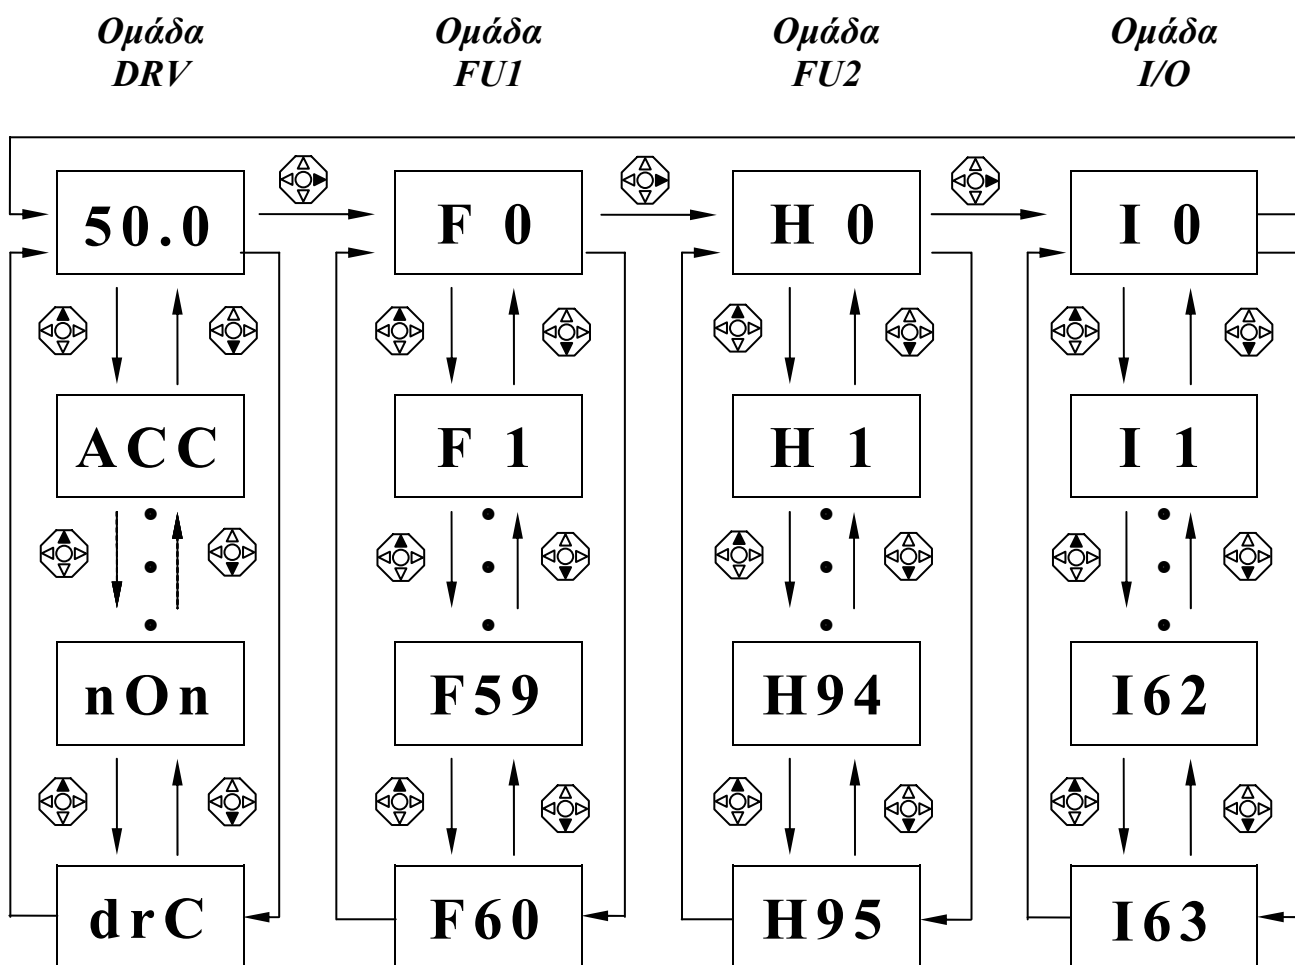 Ομάδα
DRV
Ομάδα
FU1
Ομάδα
FU2
Ομάδα
I/O
50.0
F 0
H 0
I 0
ACC
F 1
H 1
I 1
nOn
F59
H94
I62
drC
F60
H95
I63